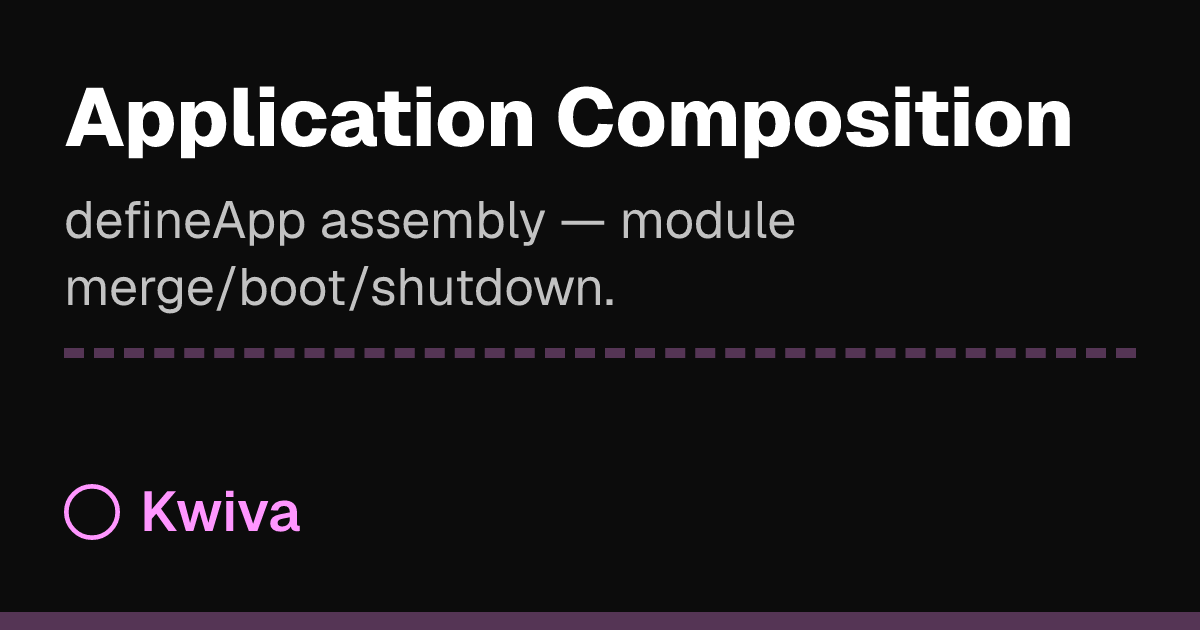 Application Composition
defineApp assembly — module
merge/boot/shutdown.
Kwiva